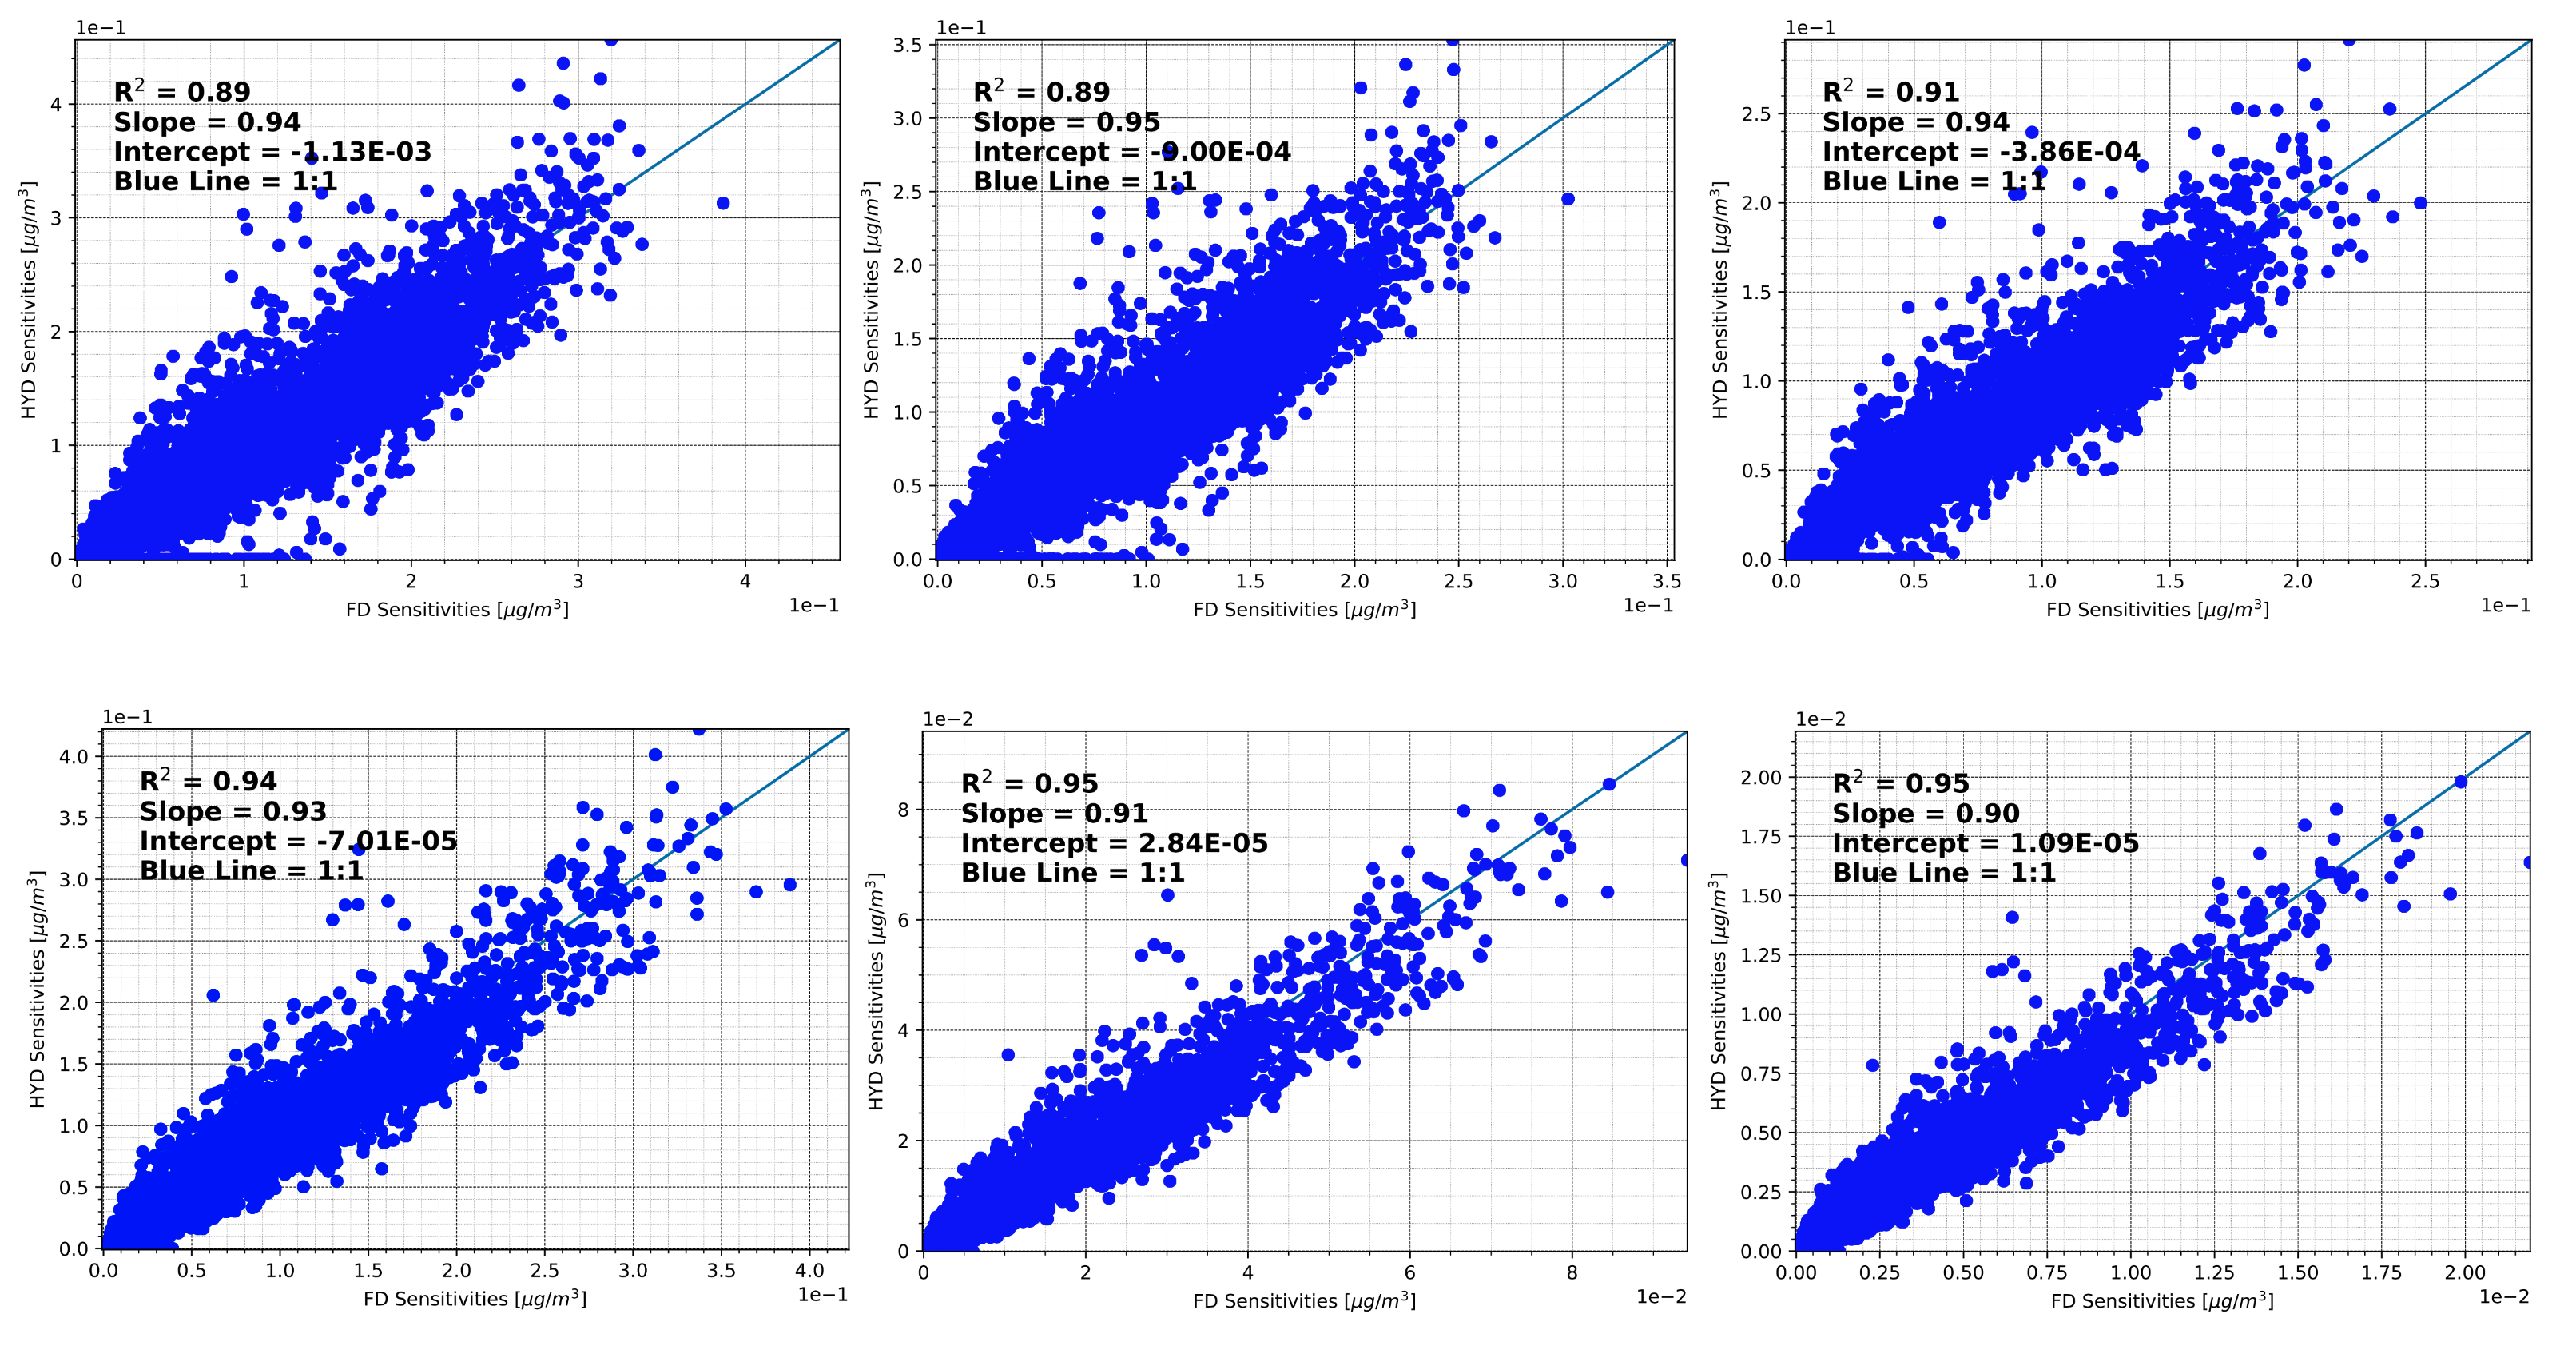 1e−1
R² = 0.89
Slope = 0.94
Intercept = -1.13E-03
Blue Line = 1:1
HYD Sensitivities [μg/m³]
4
3
2
1
0
0 1 2 3 4
FD Sensitivities [μg/m³]
1e−1
1e−1
R² = 0.89
Slope = 0.95
Intercept = -9.00E-04
Blue Line = 1:1
HYD Sensitivities [μg/m³]
3.5
3.0
2.5
2.0
1.5
1.0
0.5
0.0
0.0 0.5 1.0 1.5 2.0 2.5 3.0 3.5
FD Sensitivities [μg/m³]
1e−1
1e−1
R² = 0.91
Slope = 0.94
Intercept = -3.86E-04
Blue Line = 1:1
HYD Sensitivities [μg/m³]
2.5
2.0
1.5
1.0
0.5
0.0
0.0 0.5 1.0 1.5 2.0 2.5
FD Sensitivities [μg/m³]
1e−1
1e−1
R² = 0.94
Slope = 0.93
Intercept = -7.01E-05
Blue Line = 1:1
HYD Sensitivities [μg/m³]
4.0
3.5
3.0
2.5
2.0
1.5
1.0
0.5
0.0
0.0 0.5 1.0 1.5 2.0 2.5 3.0 3.5 4.0
FD Sensitivities [μg/m³]
1e−1
1e−2
R² = 0.95
Slope = 0.91
Intercept = 2.84E-05
Blue Line = 1:1
HYD Sensitivities [μg/m³]
8
6
4
2
0
0 2 4 6 8
FD Sensitivities [μg/m³]
1e−2
1e−2
R² = 0.95
Slope = 0.90
Intercept = 1.09E-05
Blue Line = 1:1
HYD Sensitivities [μg/m³]
2.00
1.75
1.50
1.25
1.00
0.75
0.50
0.25
0.00
0.00 0.25 0.50 0.75 1.00 1.25 1.50 1.75 2.00
FD Sensitivities [μg/m³]
1e−2